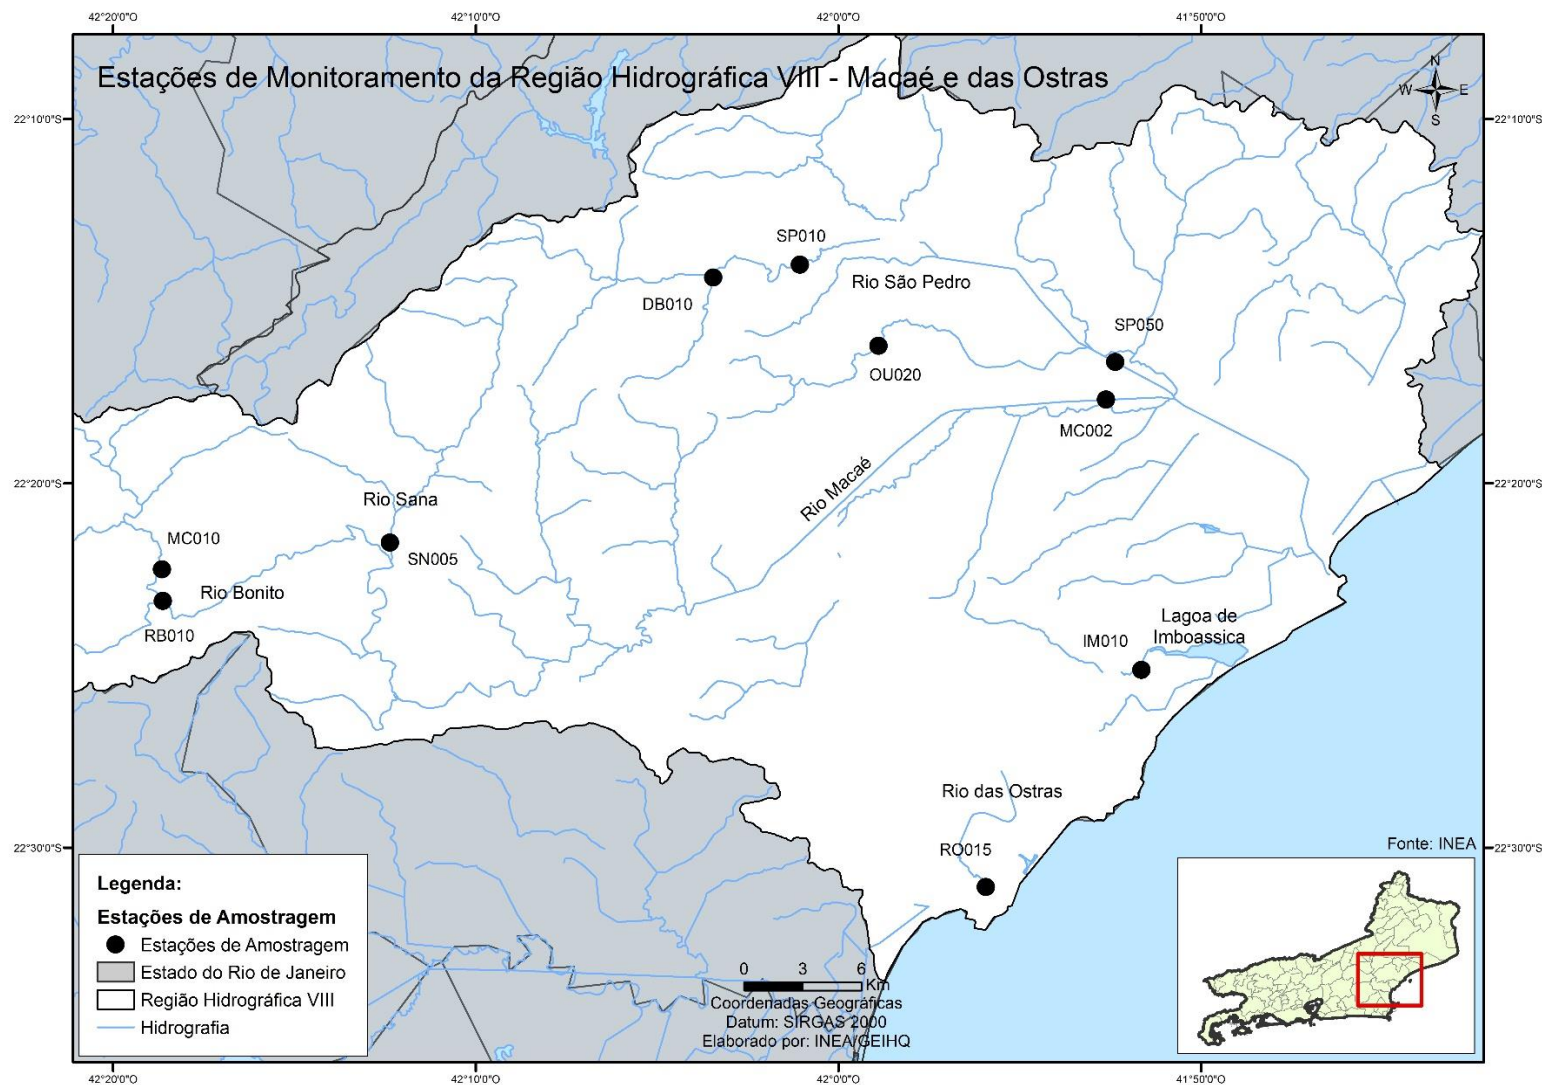 42°20'0"O
42°10'0"O
42°0'0"O
41°50'0"O
Estações de Monitoramento da Região Hidrográfica VIII - Macaé e das Ostras
N
W
E
S
22°10'0"S
22°10'0"S
SP010
DB010
Rio São Pedro
SP050
OU020
MC002
22°20'0"S
22°20'0"S
Rio Macaé
Rio Sana
MC010
SN005
Rio Bonito
RB010
Lagoa de
Imboassica
IM010
Rio das Ostras
RO015
22°30'0"S
22°30'0"S
Fonte: INEA
Legenda:
Estações de Amostragem
Estações de Amostragem
Estado do Rio de Janeiro
Região Hidrográfica VIII
Hidrografia
0 3 6
Km
Coordenadas Geográficas
Datum: SIRGAS 2000
Elaborado por: INEA/GEIHQ
42°20'0"O
42°10'0"O
42°0'0"O
41°50'0"O